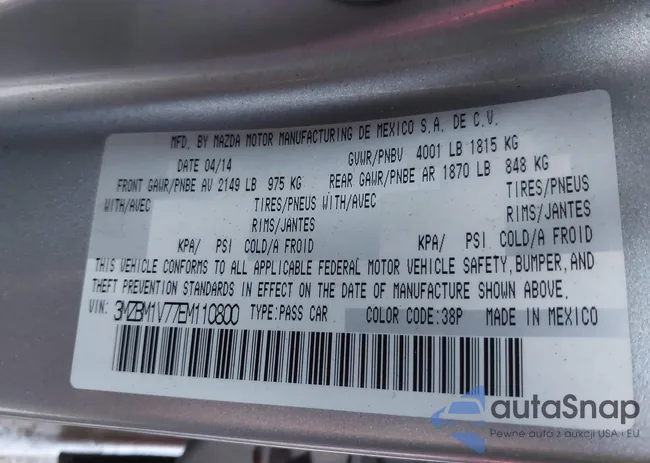 MFD. BY MAZDA MOTOR MANUFACTURING DE MEXICO S.A. DE C.V.
DATE 04/14 GVWR/PNBV 4001 LB 1815 KG
FRONT GAWR/PNBE AV 2149 LB 975 KG REAR GAWR/PNBE AR 1870 LB 848 KG
WITH/AVEC TIRES/PNEUS WITH/AVEC TIRES/PNEUS
RIMS/JANTES RIMS/JANTES
KPA/ PSI COLD/A FROID KPA/ PSI COLD/A FROID
THIS VEHICLE CONFORMS TO ALL APPLICABLE FEDERAL MOTOR VEHICLE SAFETY, BUMPER, AND
THEFT PREVENTION STANDARDS IN EFFECT ON THE DATE OF MANUFACTURE SHOWN ABOVE.
VIN: 3MZBM1V77EM110800 TYPE:PASS CAR COLOR CODE:38P MADE IN MEXICO
autaSnap
Pewne auta z aukcji USA i EU